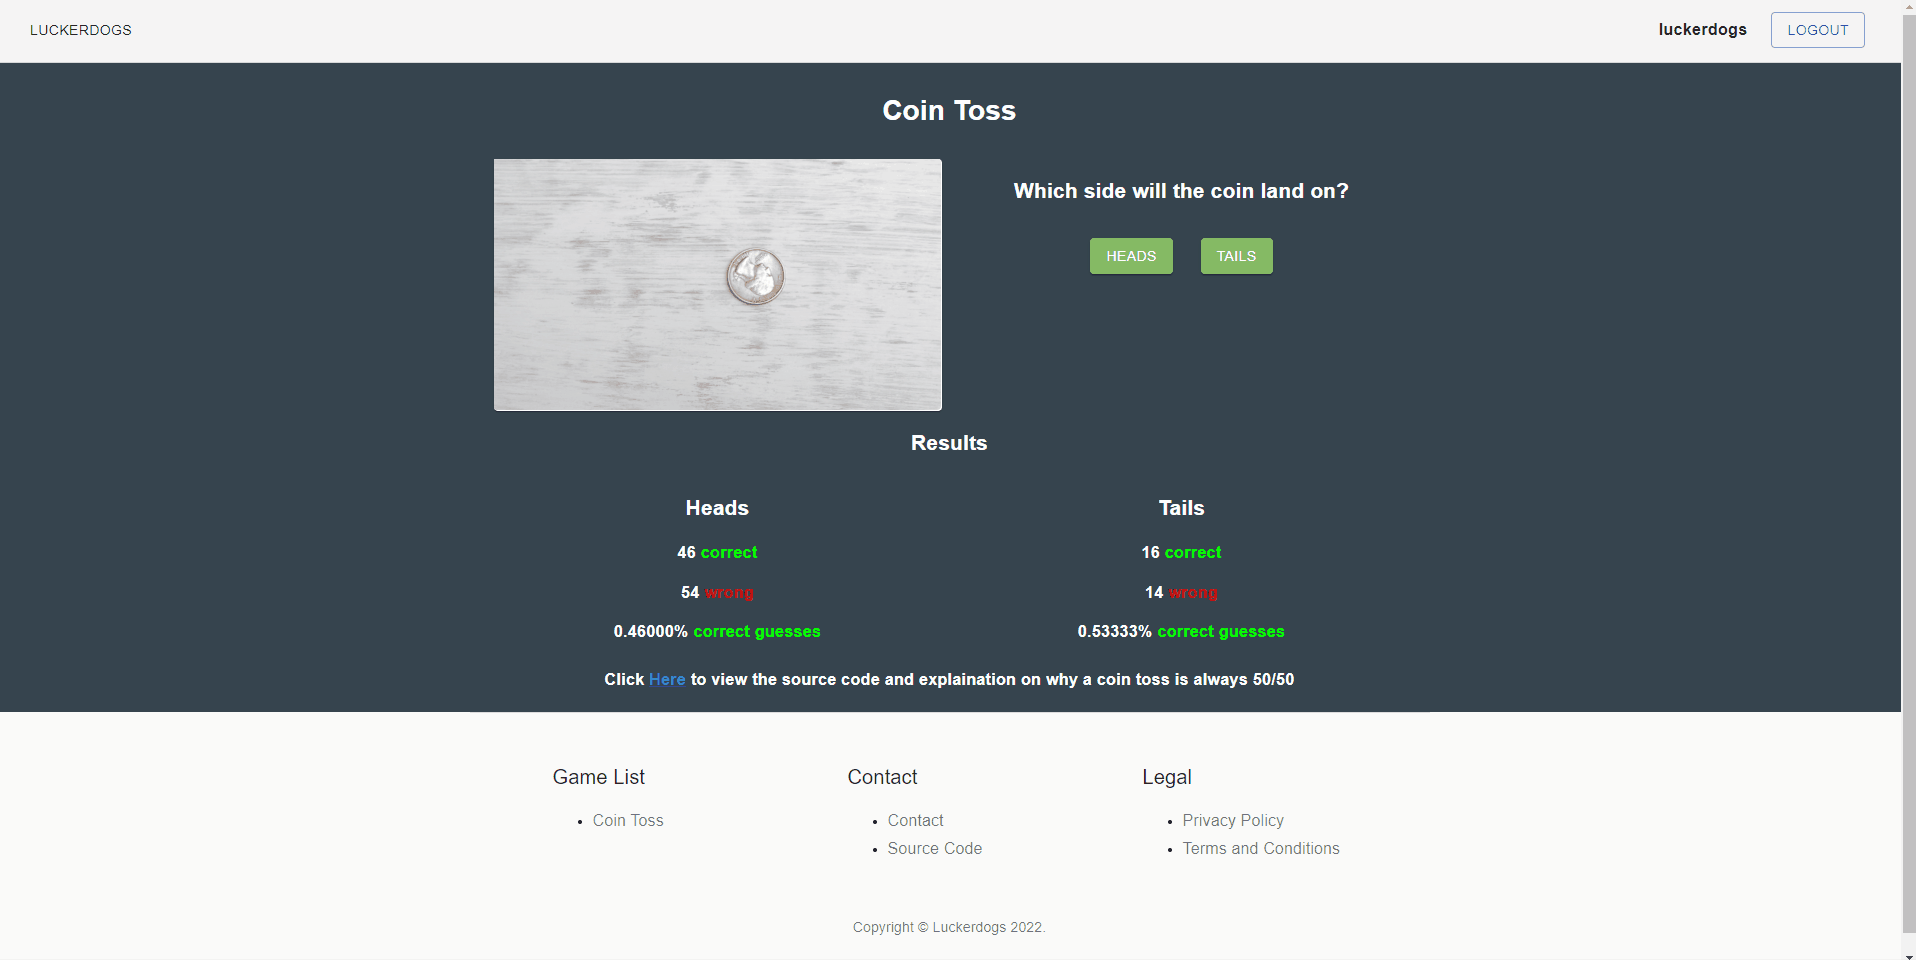 LUCKERDOGS
luckerdogs
LOGOUT
Coin Toss
Which side will the coin land on?
HEADS
TAILS
Results
Heads
46 correct
54 wrong
0.46000% correct guesses
Tails
16 correct
14 wrong
0.53333% correct guesses
Click Here to view the source code and explaination on why a coin toss is always 50/50
Game List
Coin Toss
Contact
Contact
Source Code
Legal
Privacy Policy
Terms and Conditions
Copyright © Luckerdogs 2022.